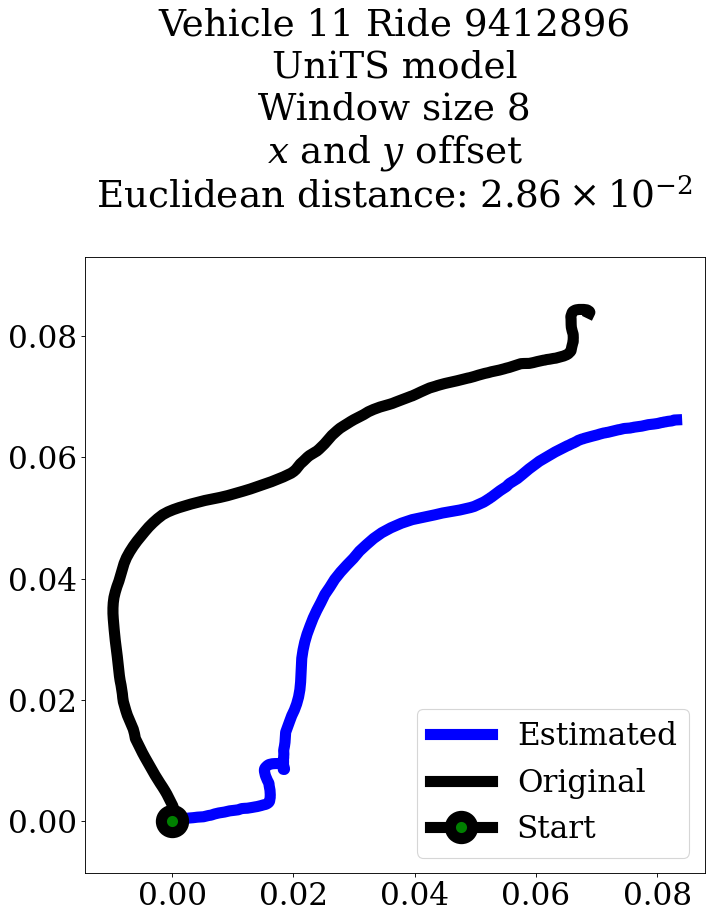 Vehicle 11 Ride 9412896
UniTS model
Window size 8
x and y offset
Euclidean distance: 2.86 × 10⁻²
0.08
0.06
0.04
0.02
0.00
Estimated
Original
Start
0.00 0.02 0.04 0.06 0.08